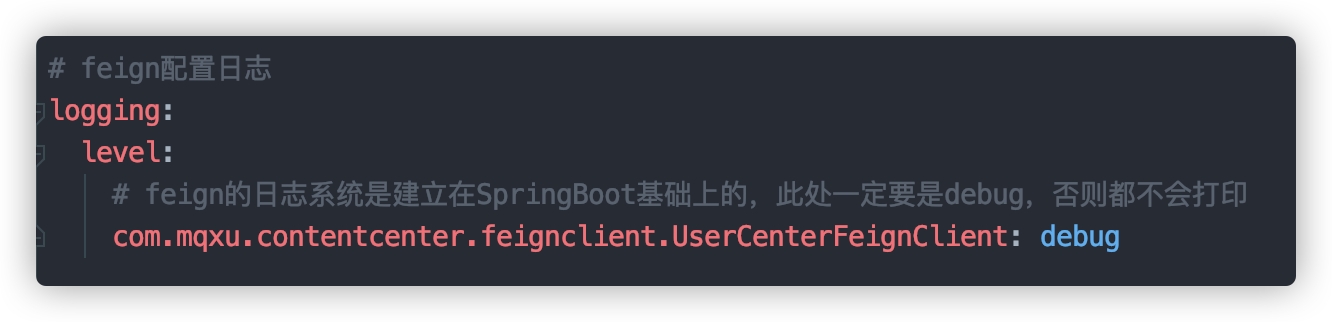 # feign配置日志
logging:
  level:
    # feign的日志系统是建立在SpringBoot基础上的，此处一定要是debug，否则都不会打印
    com.mqxu.contentcenter.feignclient.UserCenterFeignClient: debug